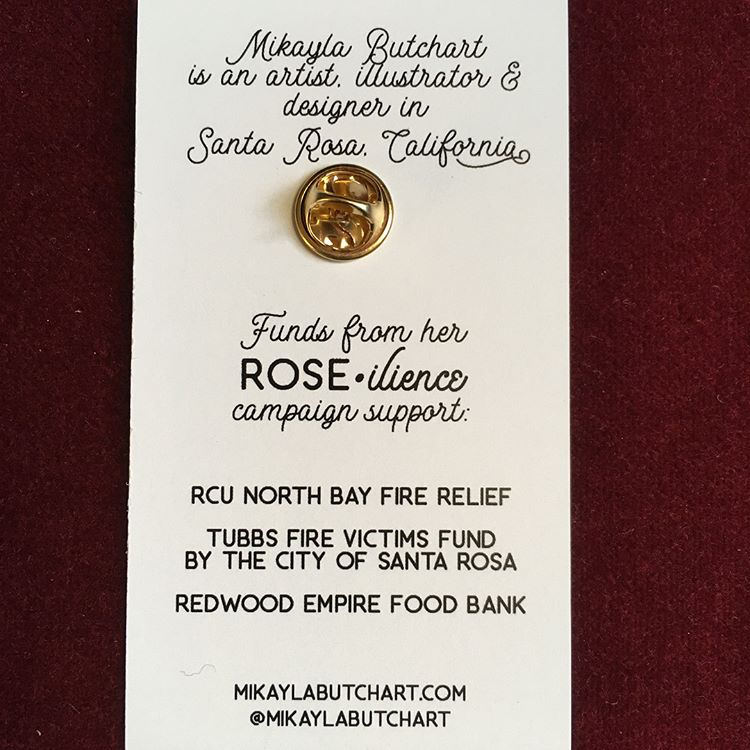 Mikayla Butchart
is an artist, illustrator &
designer in
Santa Rosa, California
Funds from her
ROSE•ilience
campaign support:
RCU NORTH BAY FIRE RELIEF
TUBBS FIRE VICTIMS FUND
BY THE CITY OF SANTA ROSA
REDWOOD EMPIRE FOOD BANK
MIKAYLABUTCHART.COM
@MIKAYLABUTCHART